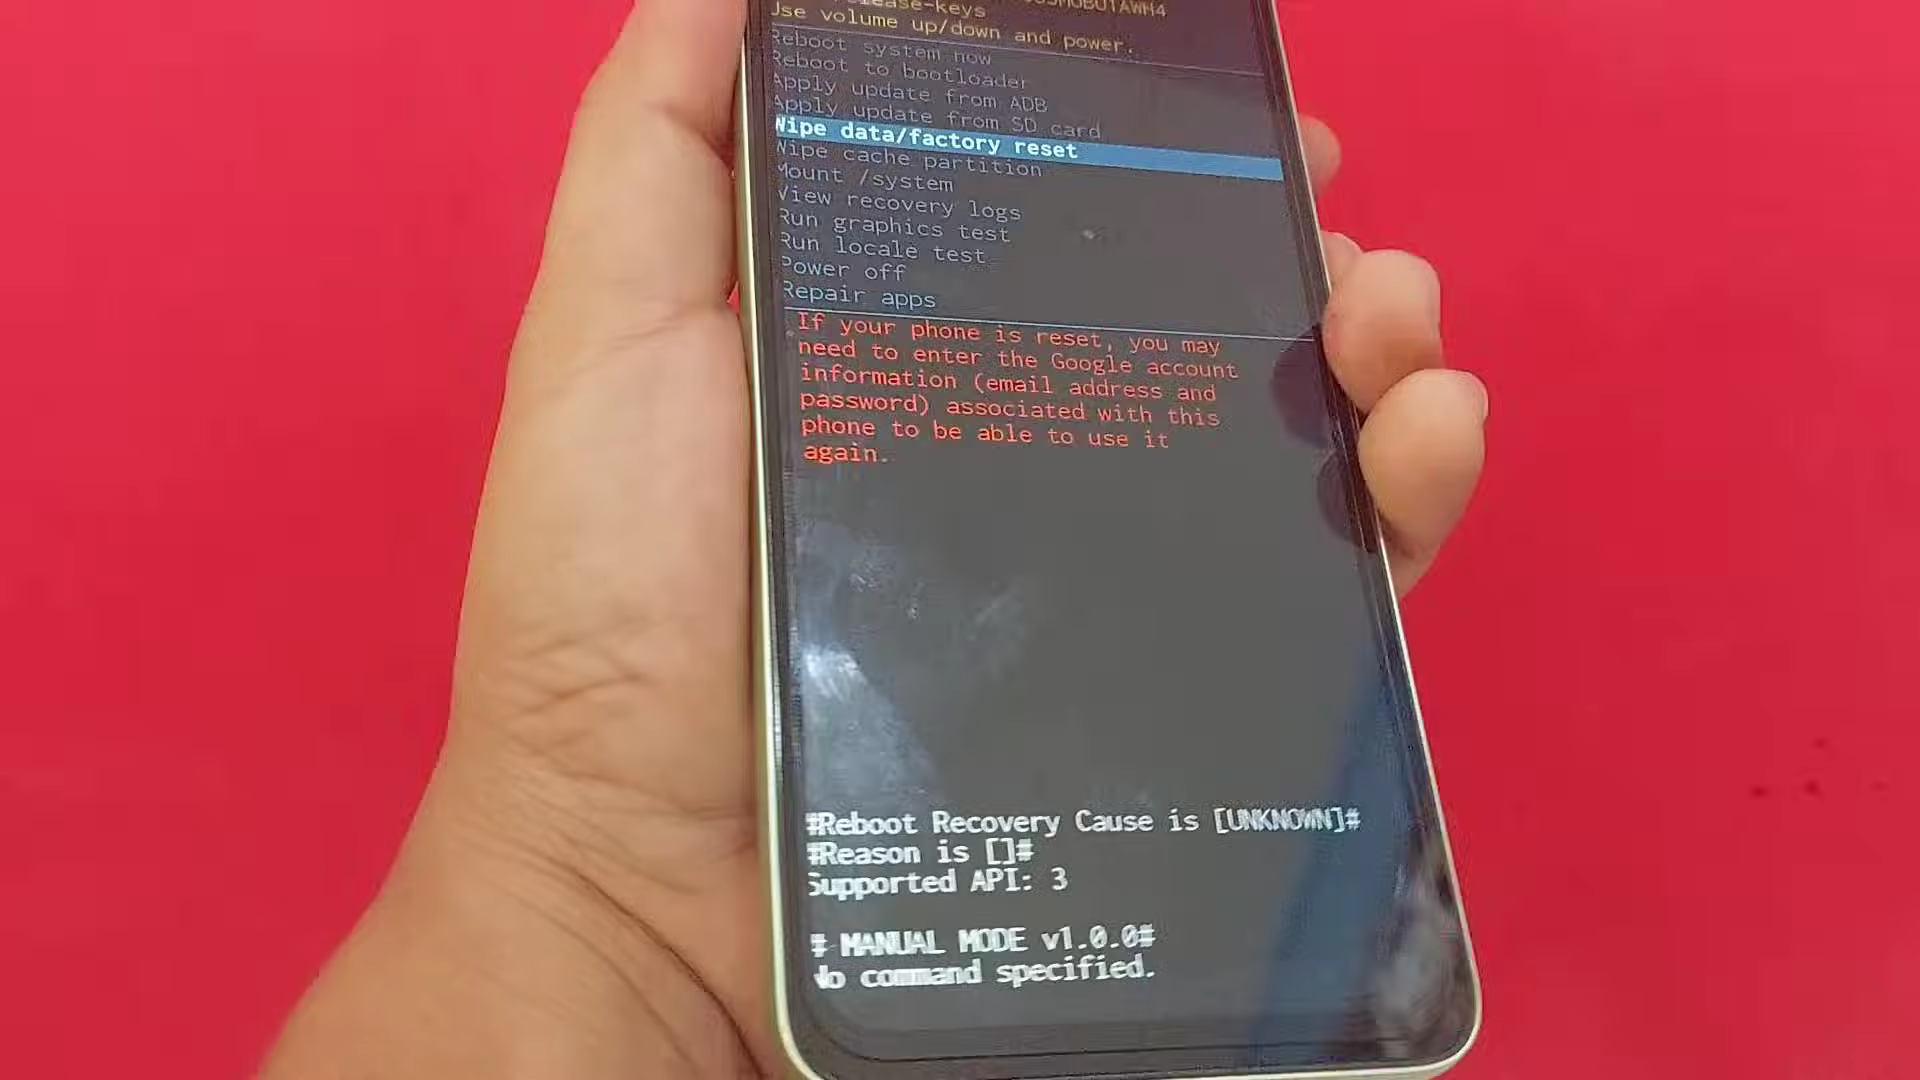 release-keys
Use volume up/down and power.
Reboot system now
Reboot to bootloader
Apply update from ADB
Apply update from SD card
Wipe data/factory reset
Wipe cache partition
Mount /system
View recovery logs
Run graphics test
Run locale test
Power off
Repair apps
If your phone is reset, you may
need to enter the Google account
information (email address and
password) associated with this
phone to be able to use it
again.
#Reboot Recovery Cause is [UNKNOWN]#
#Reason is []#
Supported API: 3
# MANUAL MODE v1.0.0#
No command specified.